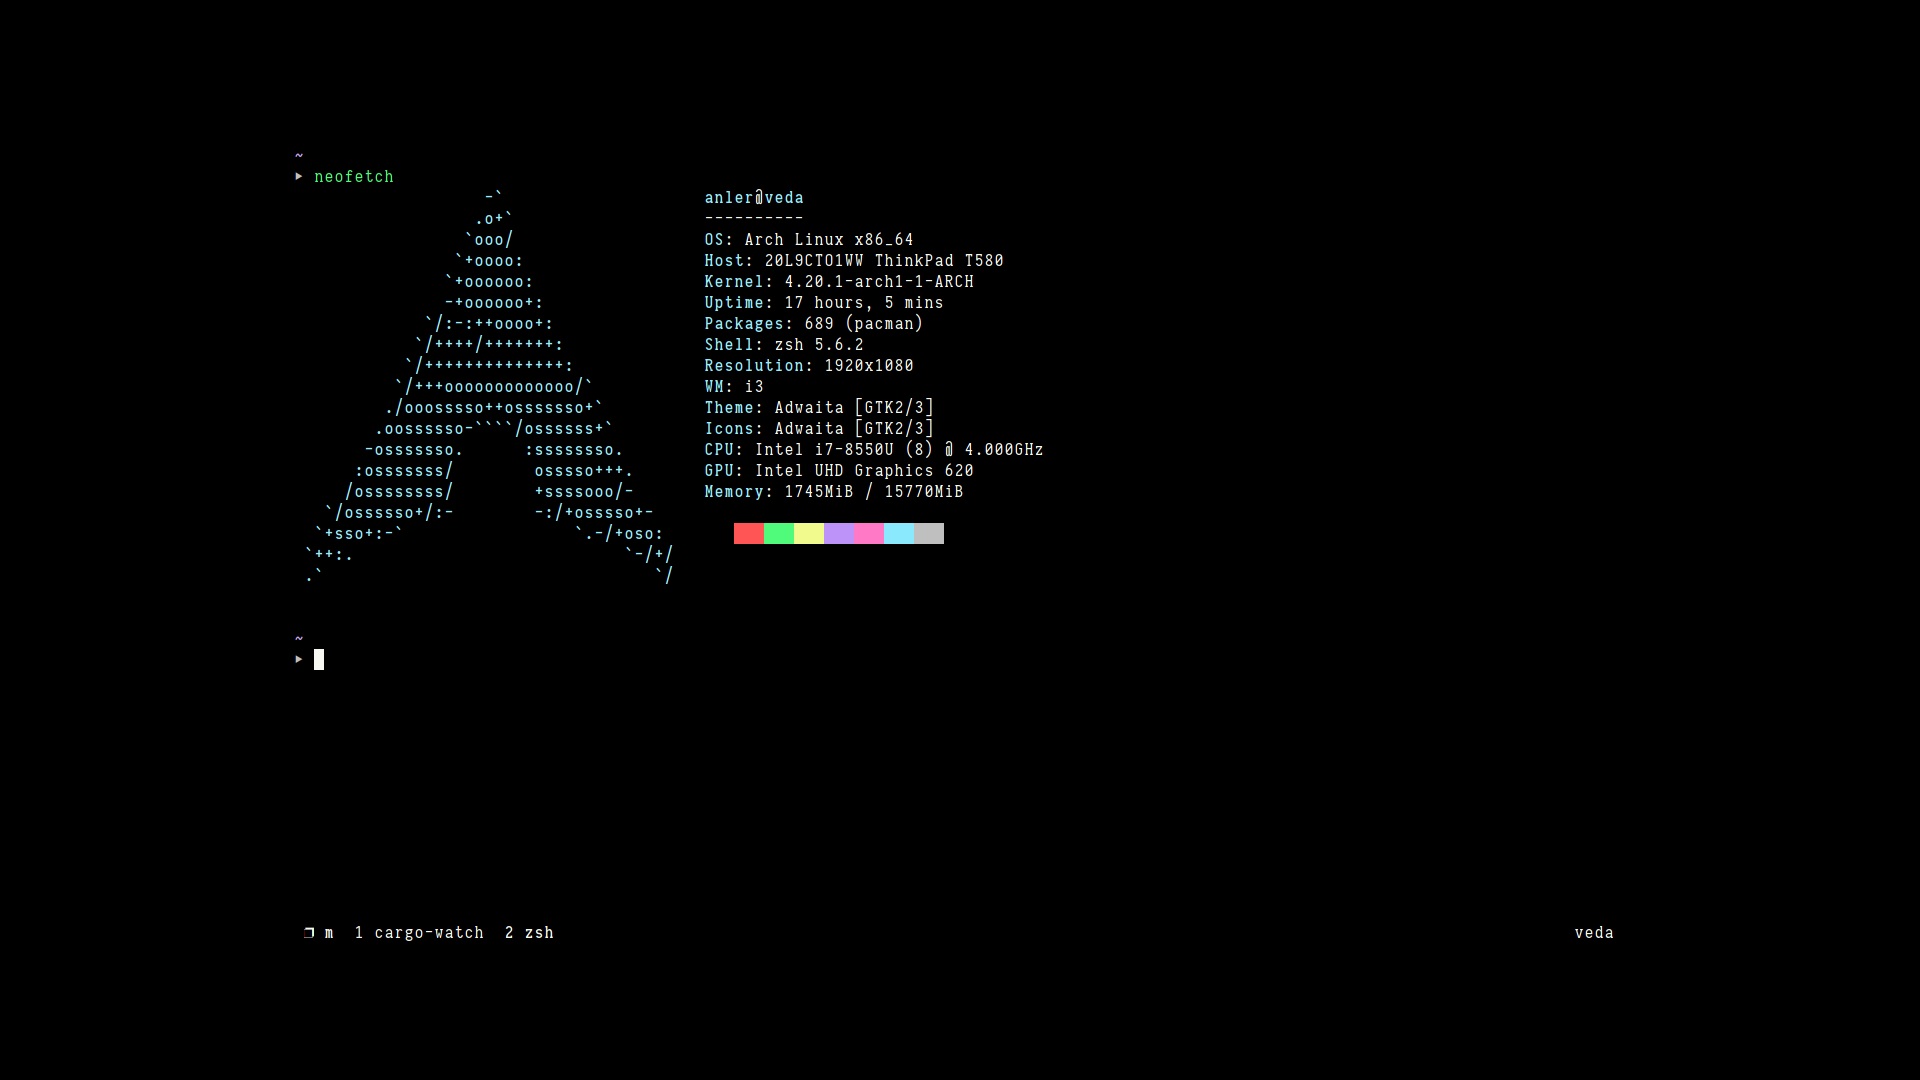 ~
▸ neofetch
                   -`
                  .o+`
                 `ooo/
                `+oooo:
               `+oooooo:
               -+oooooo+:
             `/:-:++oooo+:
            `/++++/+++++++:
           `/++++++++++++++:
          `/+++ooooooooooooo/`
         ./ooosssso++osssssso+`
        .oossssso-````/ossssss+`
       -osssssso.      :ssssssso.
      :osssssss/        osssso+++.
     /ossssssss/        +ssssooo/-
   `/ossssso+/:-        -:/+osssso+-
  `+sso+:-`                 `.-/+oso:
 `++:.                           `-/+/
 .`                                 `/
anler@veda
----------
OS: Arch Linux x86_64
Host: 20L9CTO1WW ThinkPad T580
Kernel: 4.20.1-arch1-1-ARCH
Uptime: 17 hours, 5 mins
Packages: 689 (pacman)
Shell: zsh 5.6.2
Resolution: 1920x1080
WM: i3
Theme: Adwaita [GTK2/3]
Icons: Adwaita [GTK2/3]
CPU: Intel i7-8550U (8) @ 4.000GHz
GPU: Intel UHD Graphics 620
Memory: 1745MiB / 15770MiB
~
▸
❐ m  1 cargo-watch  2 zsh
veda